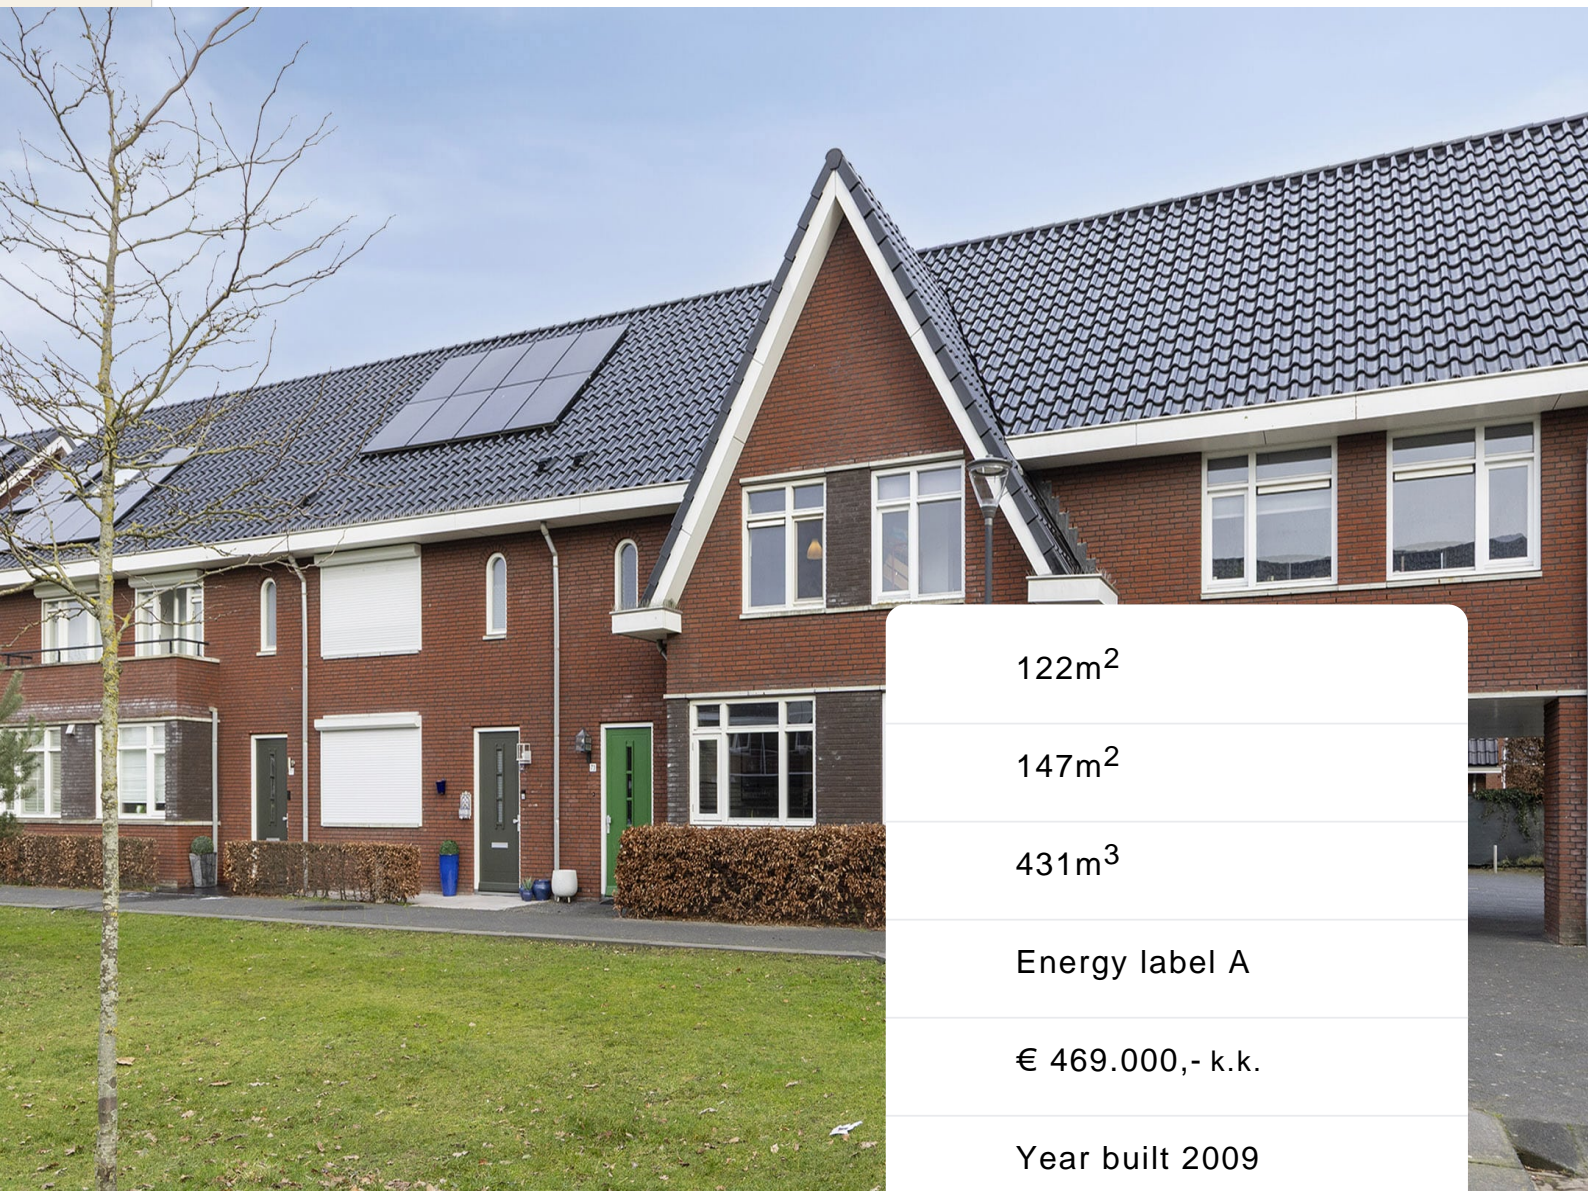 122m²
147m²
431m³
Energy label A
€ 469.000,- k.k.
Year built 2009